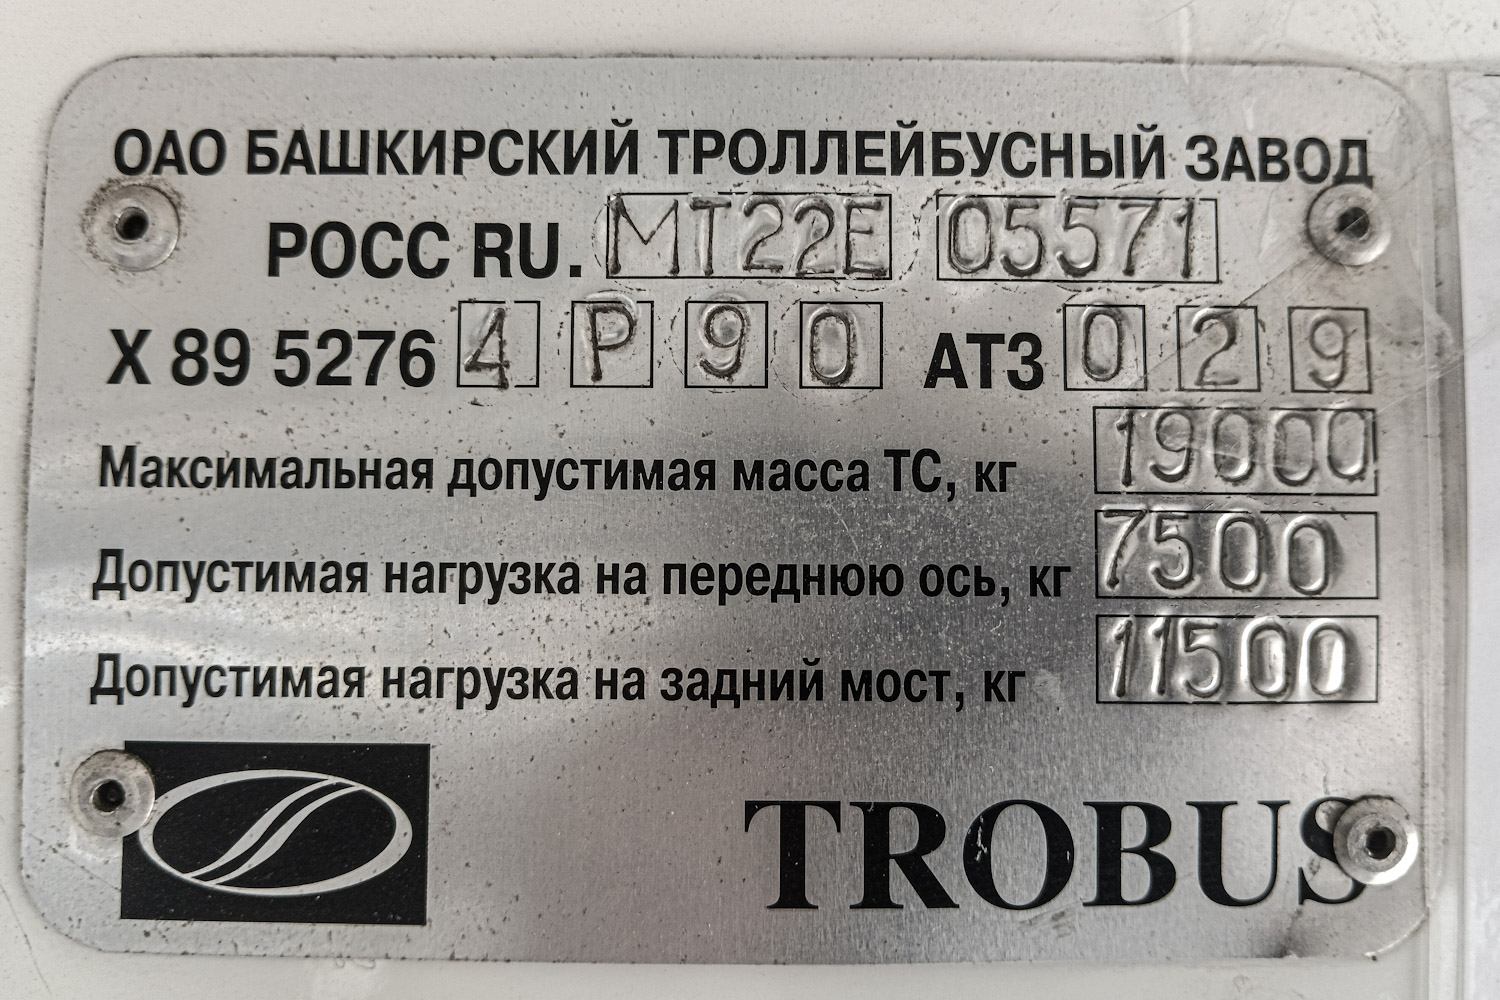 ОАО БАШКИРСКИЙ ТРОЛЛЕЙБУСНЫЙ ЗАВОД
РОСС RU. МТ22Е 05571
X 89 5276 4 P 9 0 АТЗ 0 2 9
Максимальная допустимая масса ТС, кг 19000
Допустимая нагрузка на переднюю ось, кг 7500
Допустимая нагрузка на задний мост, кг 11500
TROBUS